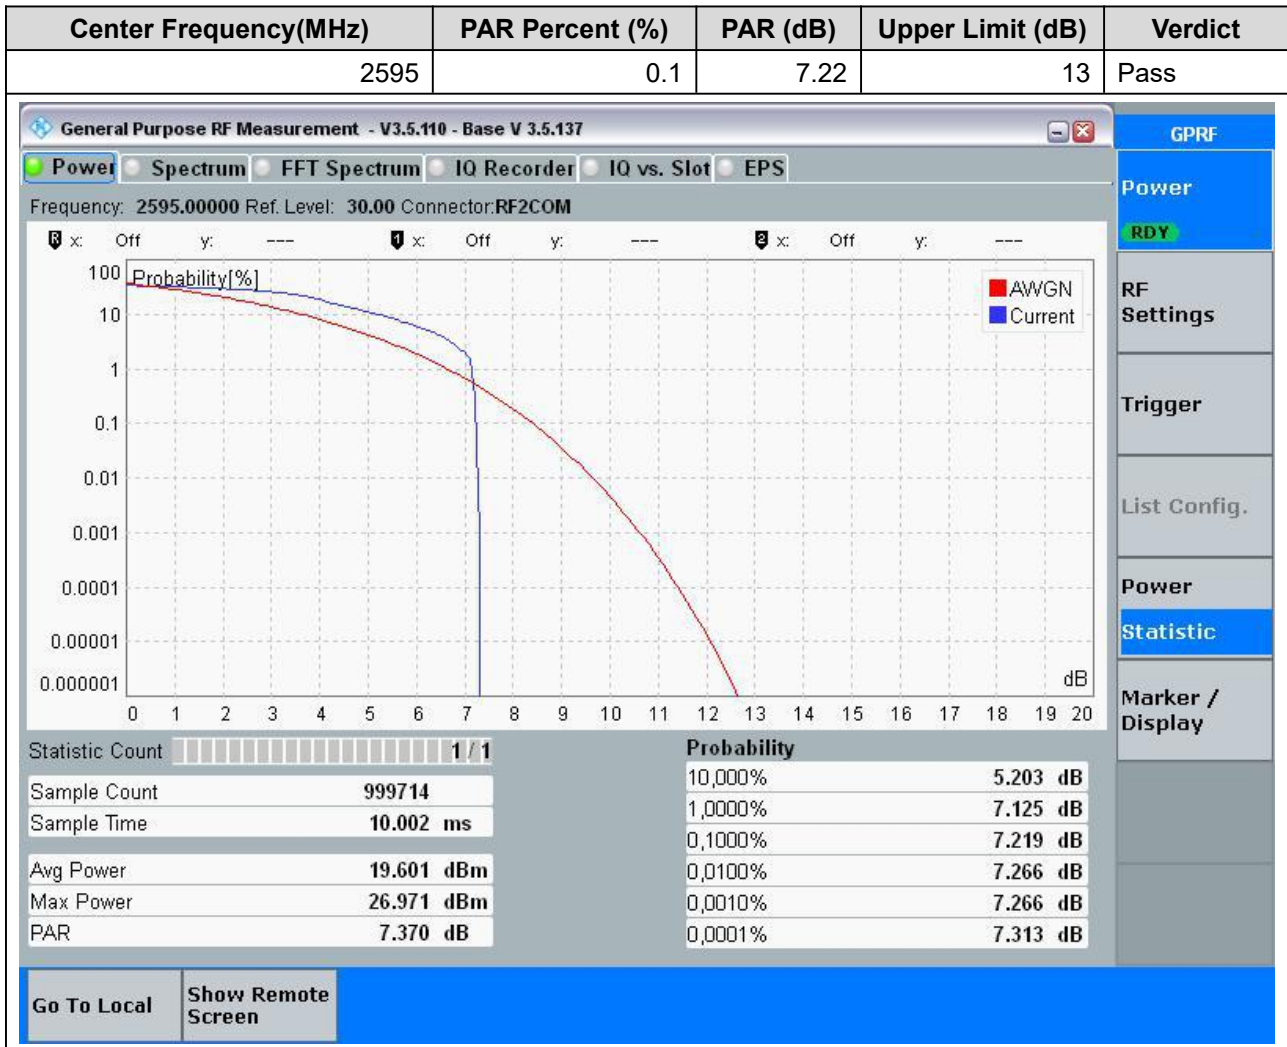 Center Frequency(MHz) PAR Percent (%) PAR (dB) Upper Limit (dB) Verdict
2595 0.1 7.22 13 Pass
General Purpose RF Measurement - V3.5.110 - Base V 3.5.137
GPRF
Power Spectrum FFT Spectrum IQ Recorder IQ vs. Slot EPS
Frequency: 2595.00000 Ref. Level: 30.00 Connector:RF2COM
R x: Off y: --- 1 x: Off y: --- 2 x: Off y: ---
Probability[%]
AWGN
Current
100
10
1
0.1
0.01
0.001
0.0001
0.00001
0.000001
dB
0 1 2 3 4 5 6 7 8 9 10 11 12 13 14 15 16 17 18 19 20
Statistic Count 1 / 1
Sample Count 999714
Sample Time 10.002 ms
Avg Power 19.601 dBm
Max Power 26.971 dBm
PAR 7.370 dB
Probability
10,000% 5.203 dB
1,0000% 7.125 dB
0,1000% 7.219 dB
0,0100% 7.266 dB
0,0010% 7.266 dB
0,0001% 7.313 dB
Power
RDY
RF
Settings
Trigger
List Config.
Power
Statistic
Marker /
Display
Go To Local
Show Remote
Screen